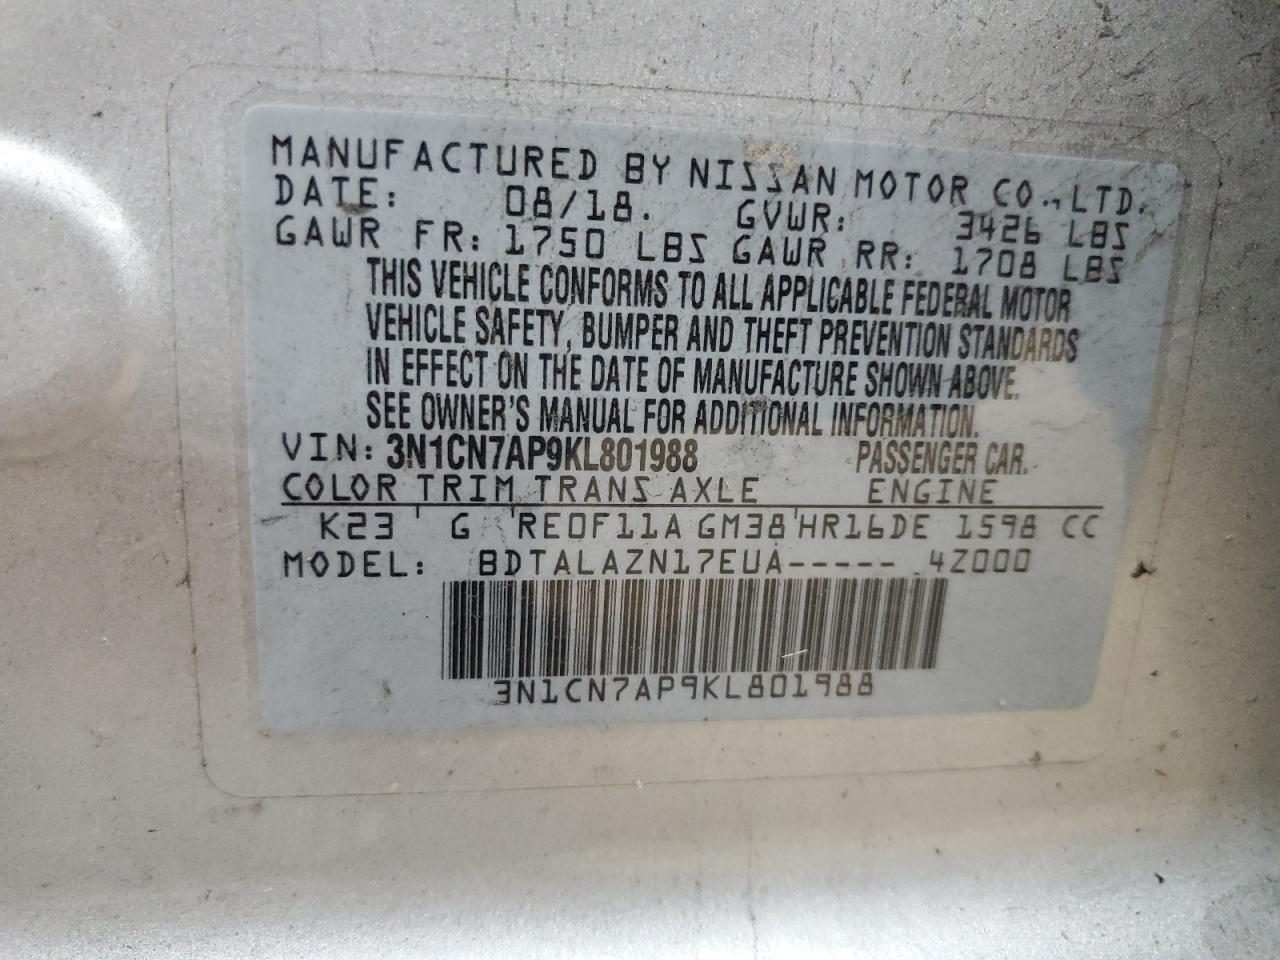 MANUFACTURED BY NISSAN MOTOR CO.,LTD.
DATE: 08/18. GVWR: 3426 LBS
GAWR FR: 1750 LBS GAWR RR: 1708 LBS
THIS VEHICLE CONFORMS TO ALL APPLICABLE FEDERAL MOTOR
VEHICLE SAFETY, BUMPER AND THEFT PREVENTION STANDARDS
IN EFFECT ON THE DATE OF MANUFACTURE SHOWN ABOVE.
SEE OWNER'S MANUAL FOR ADDITIONAL INFORMATION.
VIN: 3N1CN7AP9KL801988 PASSENGER CAR.
COLOR TRIM TRANS AXLE ENGINE
K23 G RE0F11A GM38 HR16DE 1598 CC
MODEL: BDTALAZN17EUA----- 4Z000
3N1CN7AP9KL801988